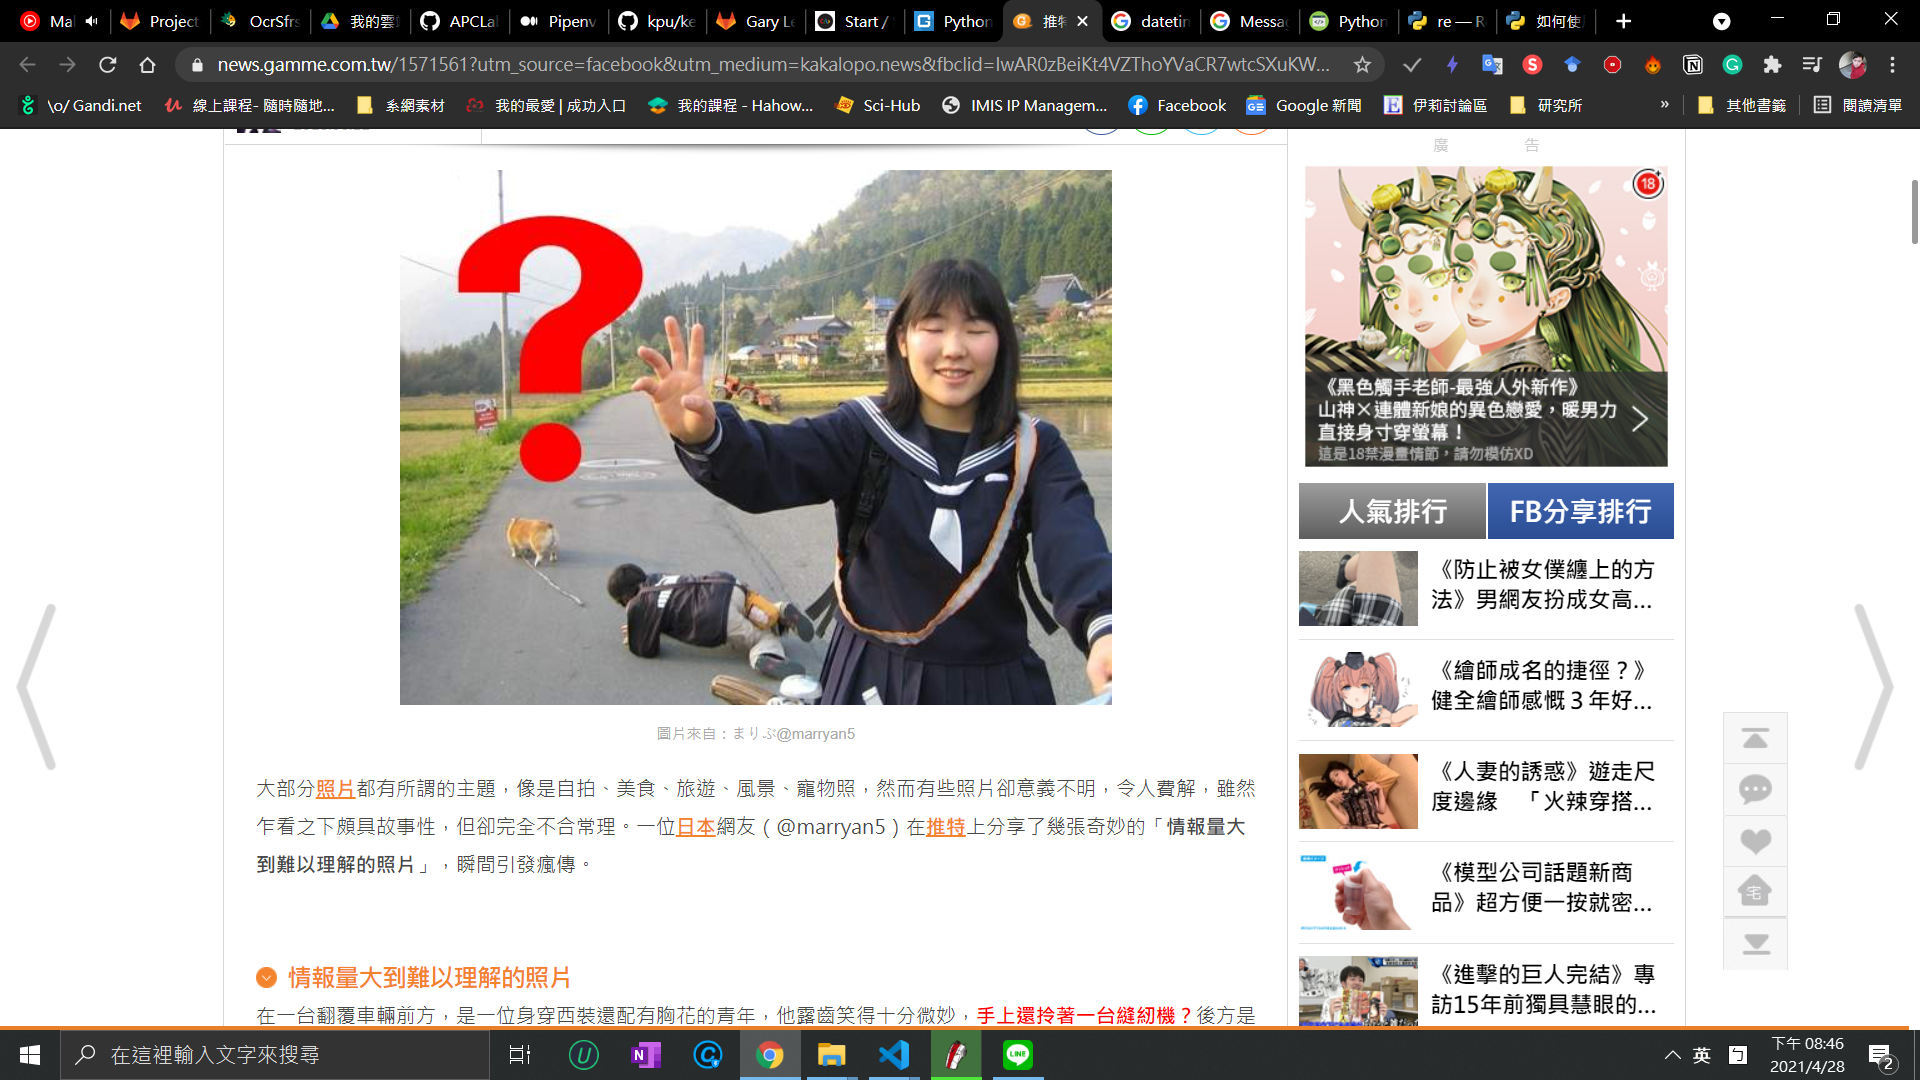 Mal
Project
OcrSfrs
我的雲
APCLa
Pipenv
kpu/ke
Gary Le
Start /
Python
推特
datetin
Messa
Python
re — R
如何使
news.gamme.com.tw/1571561?utm_source=facebook&utm_medium=kakalopo.news&fbclid=IwAR0zBeiKt4VZThoYVaCR7wtcSXuKW...
\o/ Gandi.net
線上課程- 隨時隨地...
系網素材
我的最愛 | 成功入口
我的課程 - Hahow...
Sci-Hub
IMIS IP Managem...
Facebook
Google 新聞
伊莉討論區
研究所
»
其他書籤
閱讀清單
廣 告
?
18+
《黑色觸手老師-最強人外新作》
山神×連體新娘的異色戀愛，暖男力
直接身寸穿螢幕！
這是18禁漫畫情節，請勿模仿XD
圖片來自：まりぷ@marryan5
大部分照片都有所謂的主題，像是自拍、美食、旅遊、風景、寵物照，然而有些照片卻意義不明，令人費解，雖然
乍看之下頗具故事性，但卻完全不合常理。一位日本網友（@marryan5）在推特上分享了幾張奇妙的「情報量大
到難以理解的照片」，瞬間引發瘋傳。
情報量大到難以理解的照片
在一台翻覆車輛前方，是一位身穿西裝還配有胸花的青年，他露齒笑得十分微妙，手上還拎著一台縫紉機？後方是
人氣排行
FB分享排行
《防止被女僕纏上的方
法》男網友扮成女高...
《繪師成名的捷徑？》
健全繪師感慨３年好...
《人妻的誘惑》遊走尺
度邊緣　「火辣穿搭...
《模型公司話題新商
品》超方便一按就密...
《進擊的巨人完結》專
訪15年前獨具慧眼的...
宅
在這裡輸入文字來搜尋
英
下午 08:46
2021/4/28
2